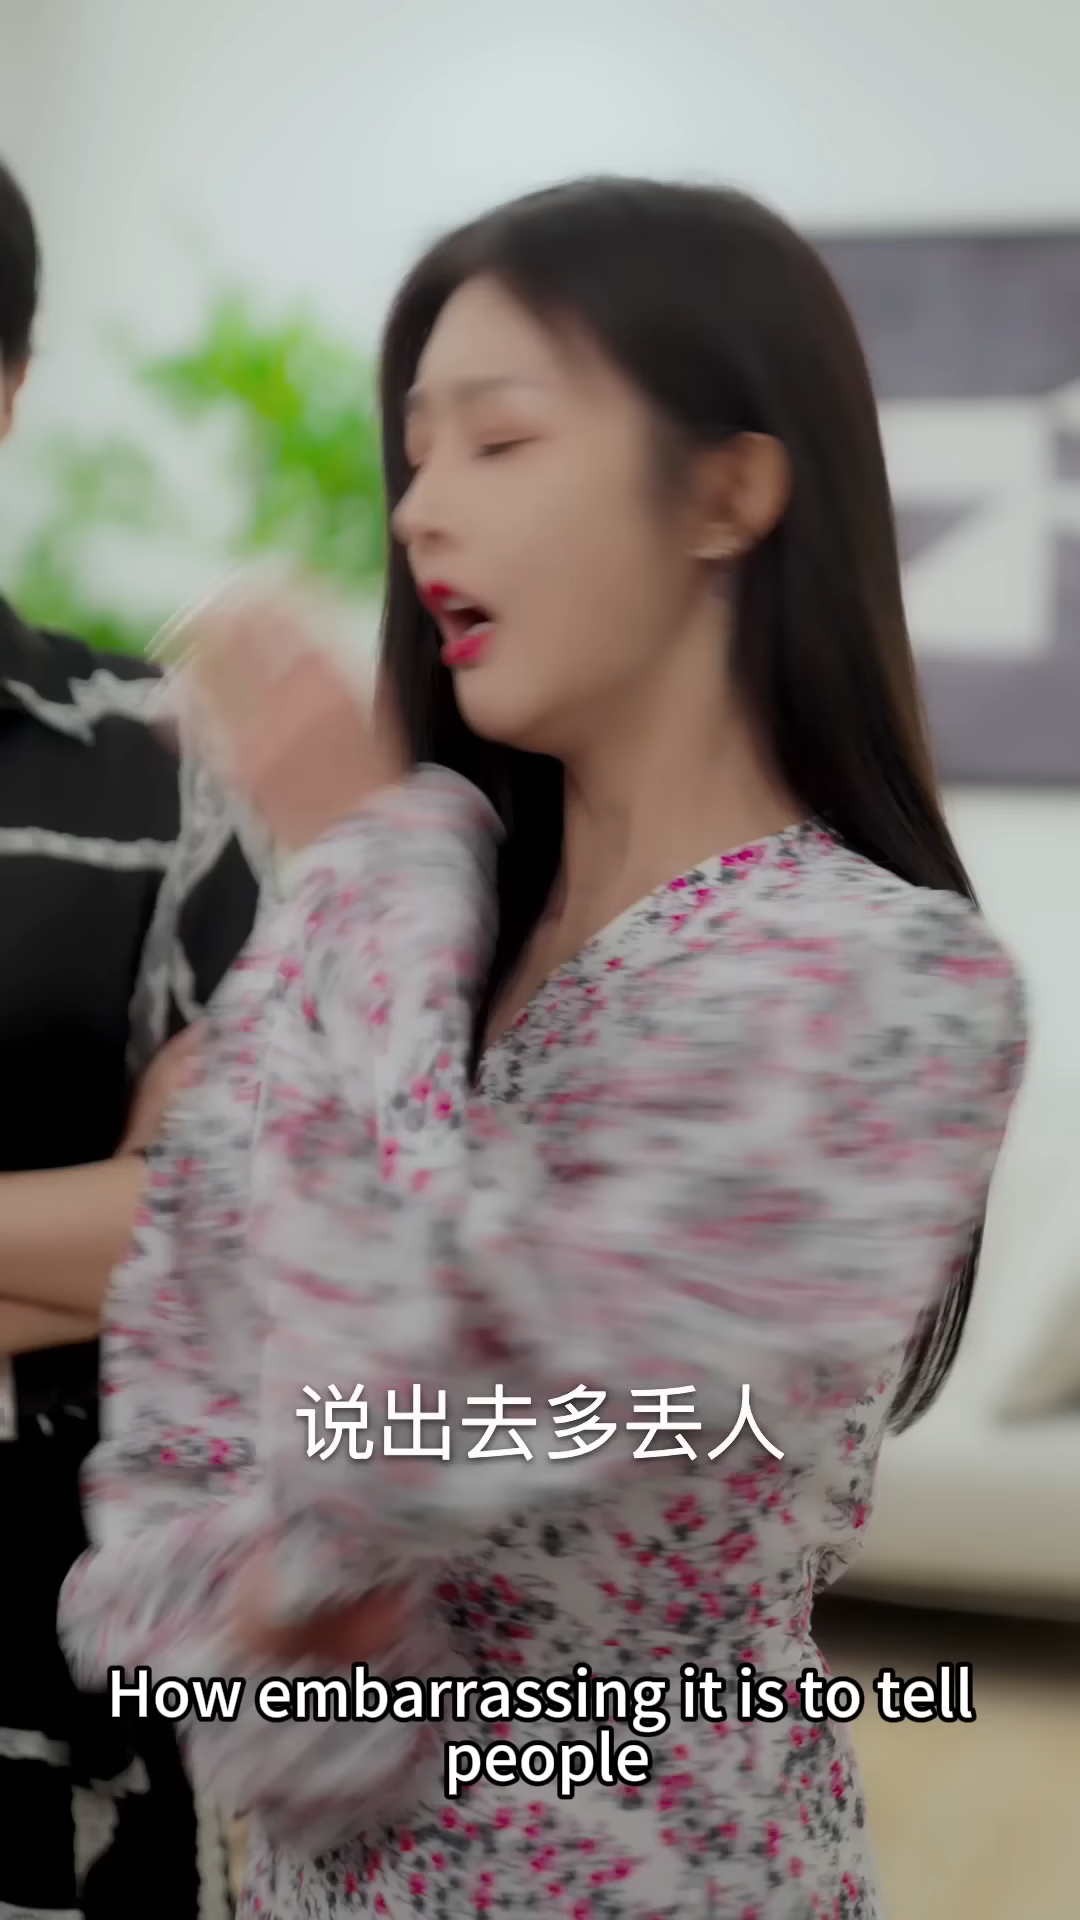 说出去多丢人
How embarrassing it is to tell
people